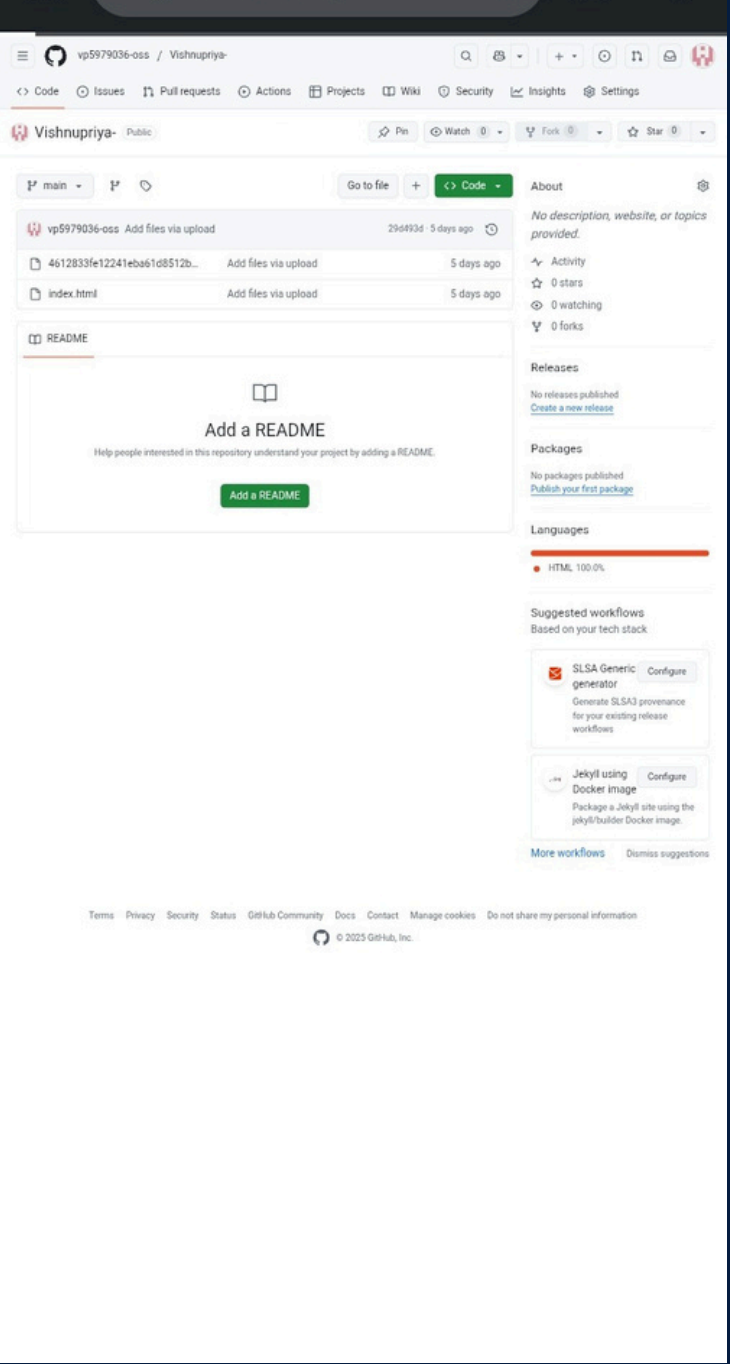 vp5979036-oss / Vishnupriya-
Code Issues Pull requests Actions Projects Wiki Security Insights Settings
Vishnupriya- Public Pin Watch 0 Fork 0 Star 0
main Go to file + Code
vp5979036-oss Add files via upload 29d493d · 5 days ago
4612833fe12241eba61d8512b... Add files via upload 5 days ago
index.html Add files via upload 5 days ago
README
Add a README
Help people interested in this repository understand your project by adding a README.
Add a README
About
No description, website, or topics
provided.
Activity
0 stars
0 watching
0 forks
Releases
No releases published
Create a new release
Packages
No packages published
Publish your first package
Languages
HTML 100.0%
Suggested workflows
Based on your tech stack
SLSA Generic
generator
Configure
Generate SLSA3 provenance
for your existing release
workflows
Jekyll using
Docker image
Configure
Package a Jekyll site using the
jekyll/builder Docker image.
More workflows Dismiss suggestions
Terms Privacy Security Status GitHub Community Docs Contact Manage cookies Do not share my personal information
© 2025 GitHub, Inc.